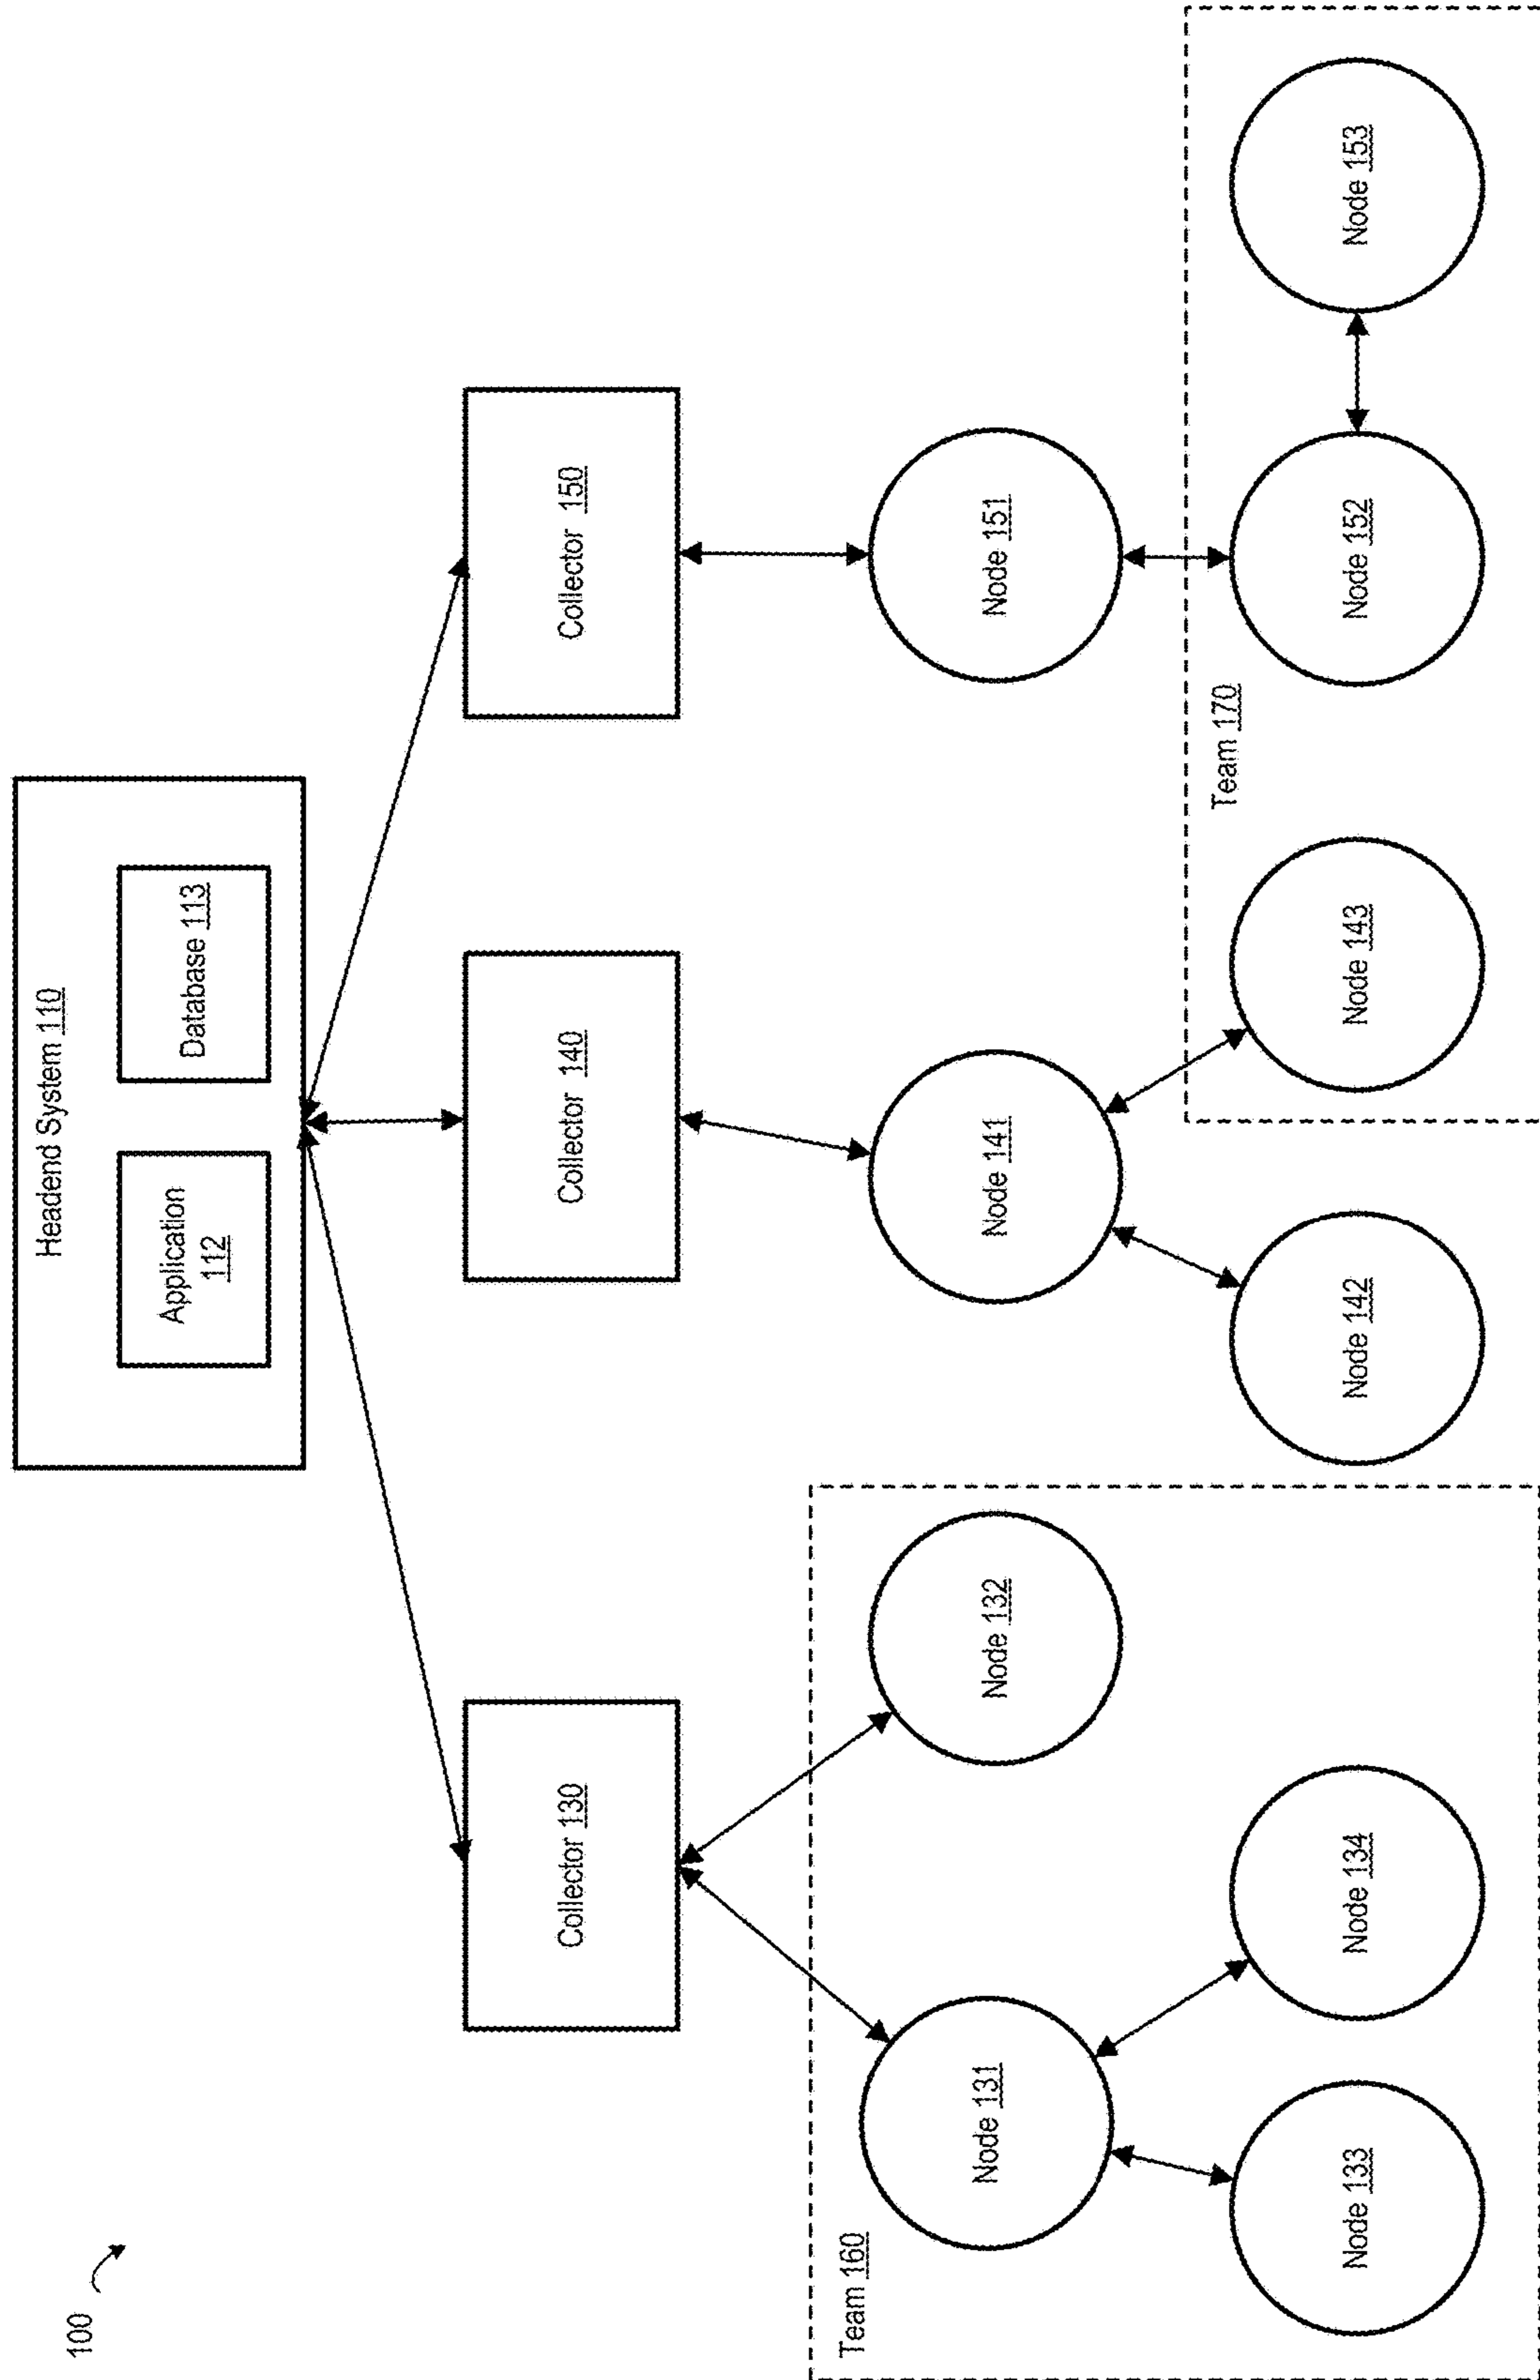 100
Headend System 110
Application
112
Database 113
Collector 130
Collector 140
Collector 150
Team 160
Node 131
Node 132
Node 141
Node 151
Node 133
Node 134
Node 142
Team 170
Node 143
Node 152
Node 153